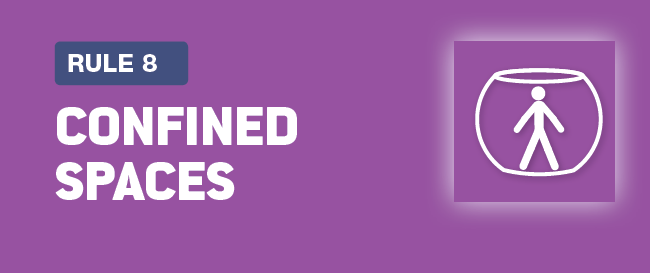 RULE 8
CONFINED
SPACES